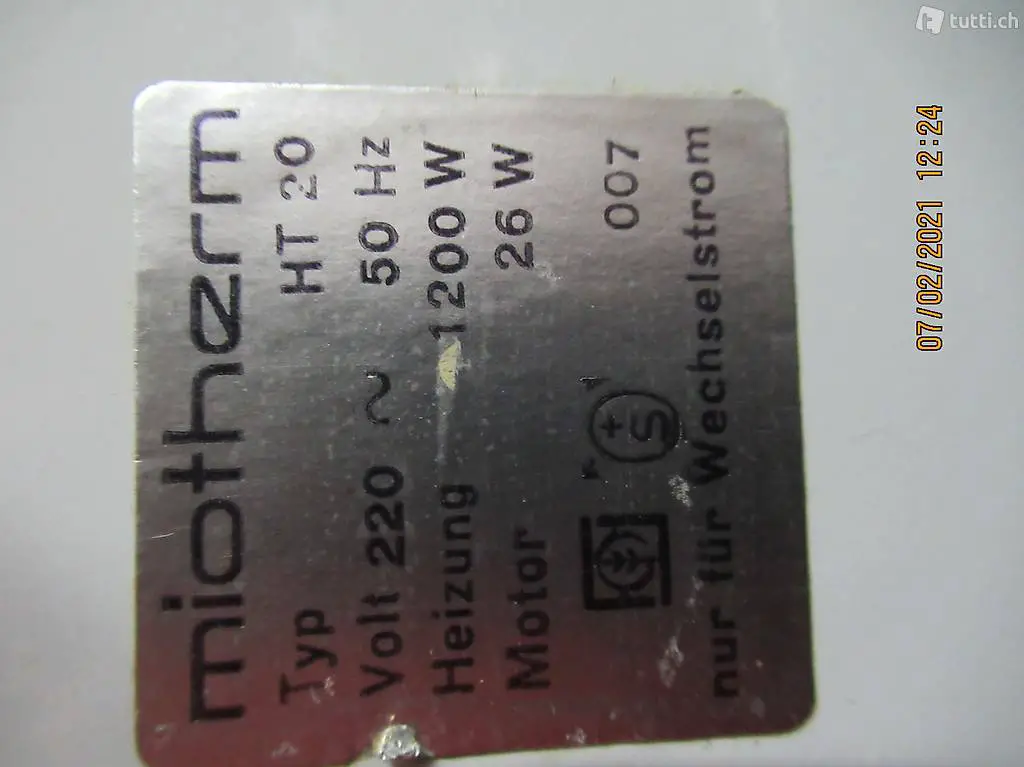 miotherm
Typ HT 20
Volt 220 ~ 50 Hz
Heizung 1200 W
Motor 26 W
+S 007
nur für Wechselstrom
07/02/2021 12:24
tutti.ch